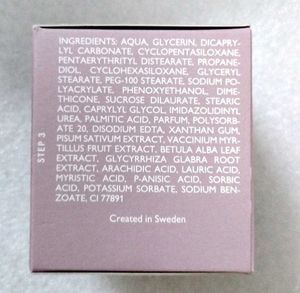 INGREDIENTS: AQUA, GLYCERIN, DICAPRY-
LYL CARBONATE, CYCLOPENTASILOXANE,
PENTAERYTHRITYL DISTEARATE, PROPANE-
DIOL, CYCLOHEXASILOXANE, GLYCERYL
STEARATE, PEG-100 STEARATE, SODIUM PO-
LYACRYLATE, PHENOXYETHANOL, DIME-
THICONE, SUCROSE DILAURATE, STEARIC
ACID, CAPRYLYL GLYCOL, IMIDAZOLIDINYL
UREA, PALMITIC ACID, PARFUM, POLYSORB-
ATE 20, DISODIUM EDTA, XANTHAN GUM,
PISUM SATIVUM EXTRACT, VACCINIUM MYR-
TILLUS FRUIT EXTRACT, BETULA ALBA LEAF
EXTRACT, GLYCYRRHIZA GLABRA ROOT
EXTRACT, ARACHIDIC ACID, LAURIC ACID,
MYRISTIC ACID, P-ANISIC ACID, SORBIC
ACID, POTASSIUM SORBATE, SODIUM BEN-
ZOATE, CI 77891
Created in Sweden
STEP 3